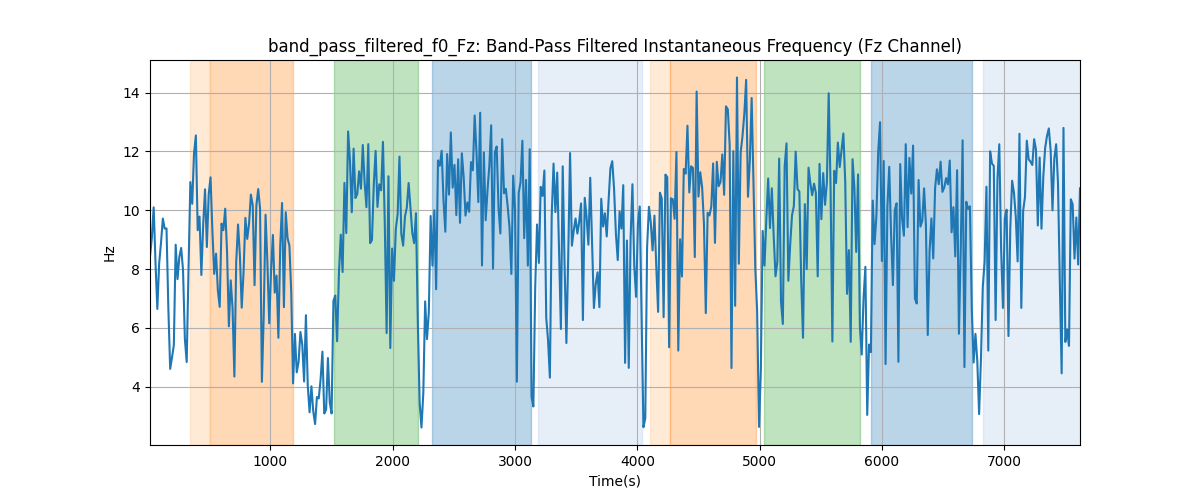 band_pass_filtered_f0_Fz: Band-Pass Filtered Instantaneous Frequency (Fz Channel)
14
12
10
8
6
4
Hz
1000 2000 3000 4000 5000 6000 7000
Time(s)